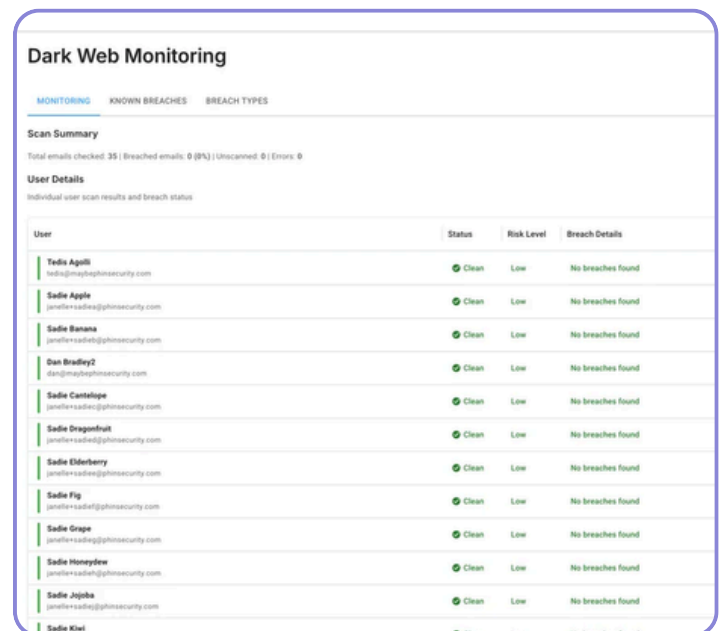 Dark Web Monitoring
MONITORING KNOWN BREACHES BREACH TYPES
Scan Summary
Total emails checked: 35 | Breached emails: 0 (0%) | Unscanned: 0 | Errors: 0
User Details
Individual user scan results and breach status
User Status Risk Level Breach Details
Tedis Agolli
tedis@maybephinsecurity.com
Clean Low No breaches found
Sadie Apple
janelle+sadiea@phinsecurity.com
Clean Low No breaches found
Sadie Banana
janelle+sadieb@phinsecurity.com
Clean Low No breaches found
Dan Bradley2
dan@maybephinsecurity.com
Clean Low No breaches found
Sadie Cantelope
janelle+sadiec@phinsecurity.com
Clean Low No breaches found
Sadie Dragonfruit
janelle+sadied@phinsecurity.com
Clean Low No breaches found
Sadie Elderberry
janelle+sadiee@phinsecurity.com
Clean Low No breaches found
Sadie Fig
janelle+sadief@phinsecurity.com
Clean Low No breaches found
Sadie Grape
janelle+sadieg@phinsecurity.com
Clean Low No breaches found
Sadie Honeydew
janelle+sadieh@phinsecurity.com
Clean Low No breaches found
Sadie Jojoba
janelle+sadiej@phinsecurity.com
Clean Low No breaches found
Sadie Kiwi